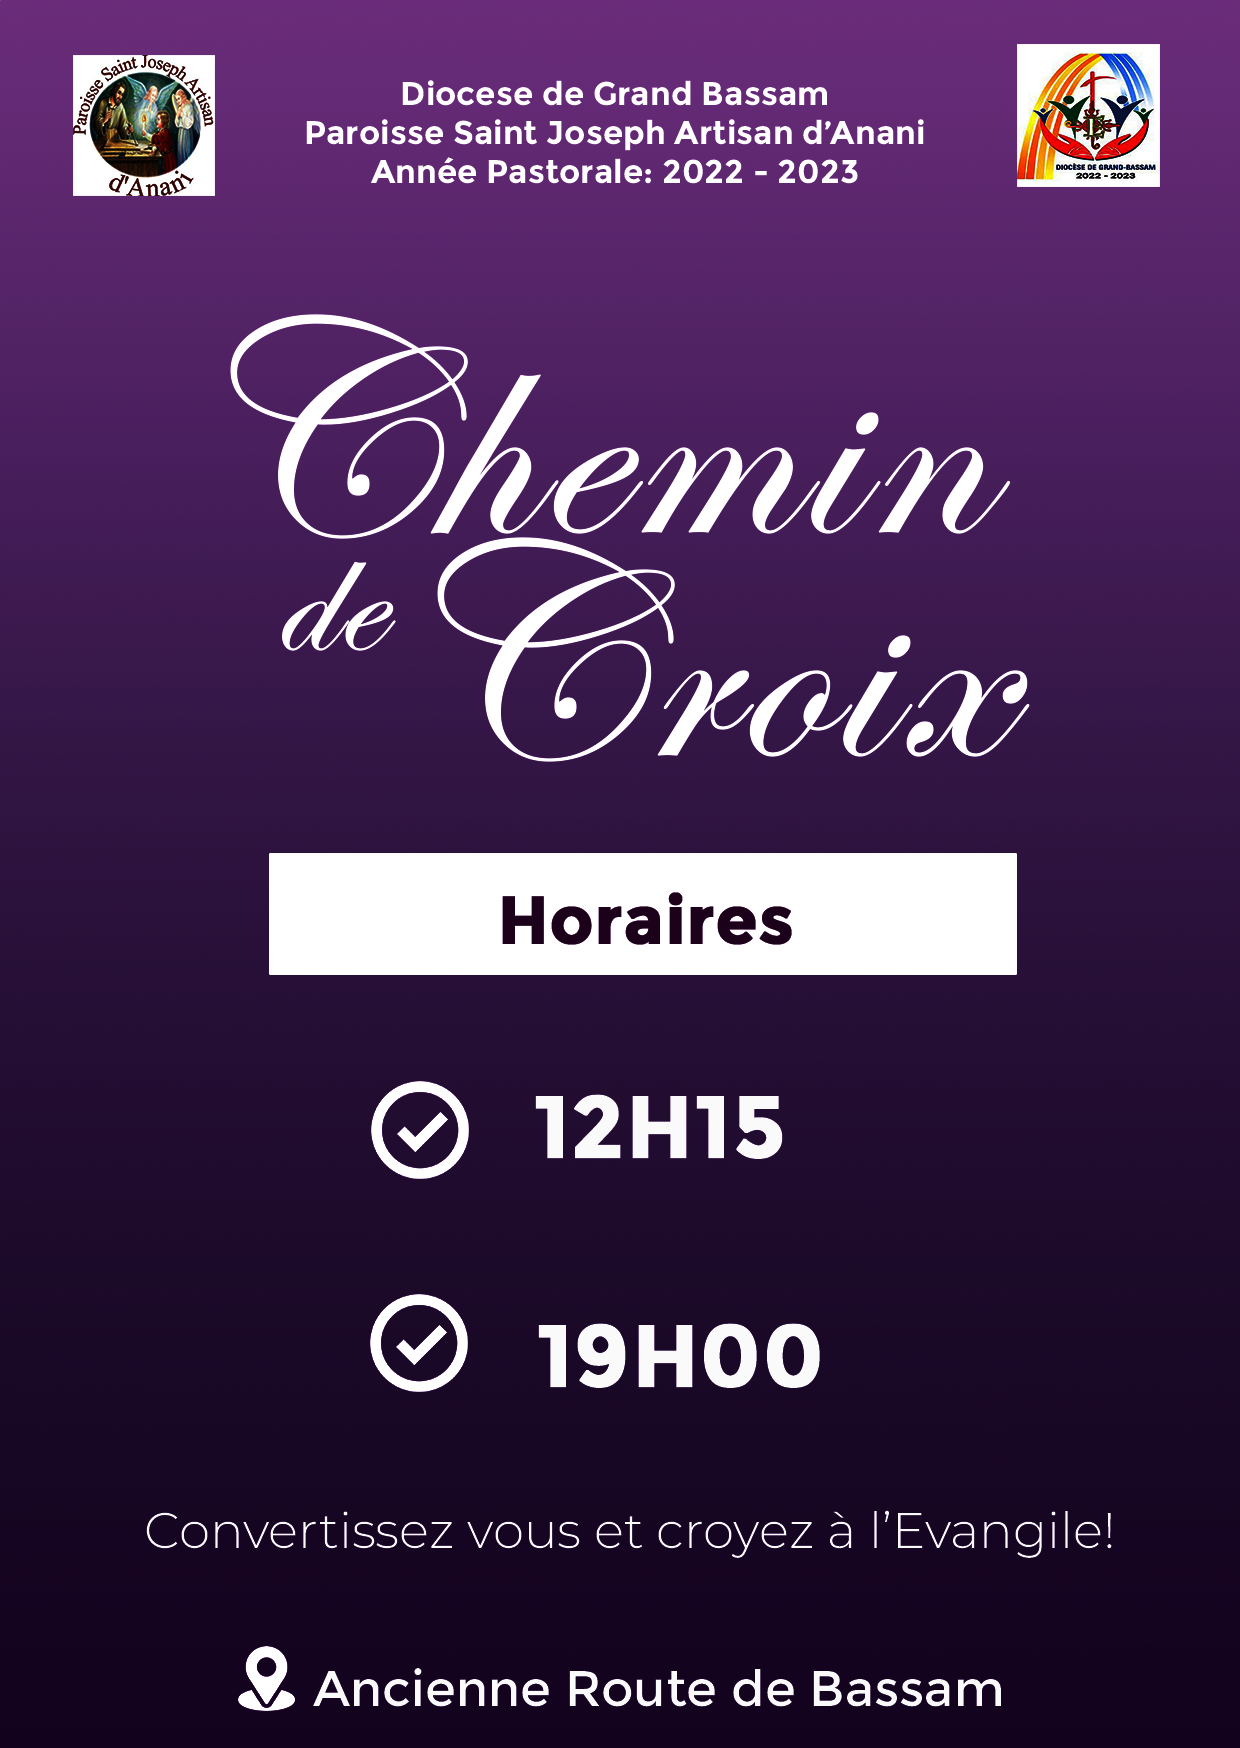 Paroisse Saint Joseph Artisan
d'Anani
Diocese de Grand Bassam
Paroisse Saint Joseph Artisan d’Anani
Année Pastorale: 2022 - 2023
DIOCÈSE DE GRAND-BASSAM
2022 - 2023
Chemin
de Croix
Horaires
12H15
19H00
Convertissez vous et croyez à l’Evangile!
Ancienne Route de Bassam